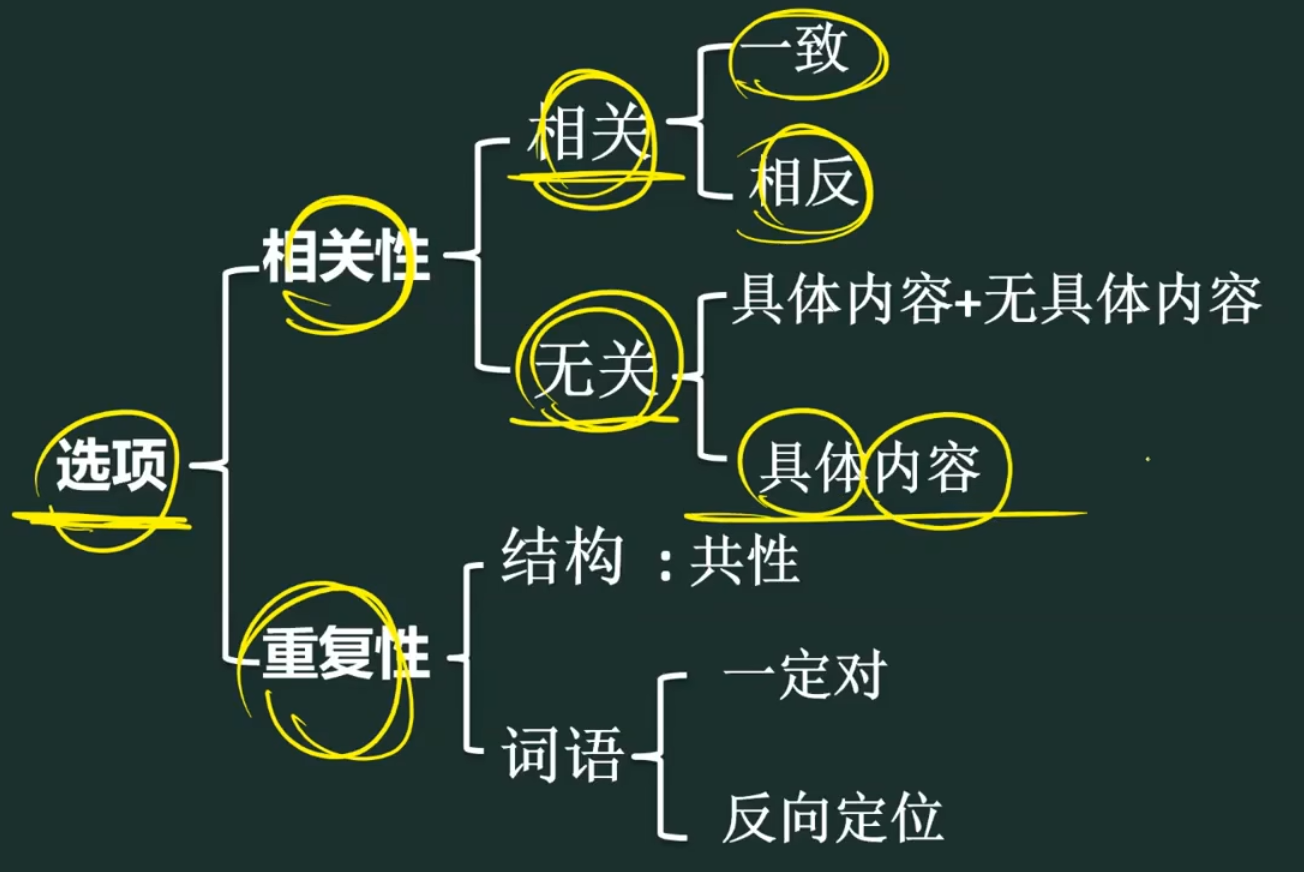 一致
相关
相反
相关性
具体内容+无具体内容
无关
选项
具体内容
结构：共性
重复性
一定对
词语
反向定位